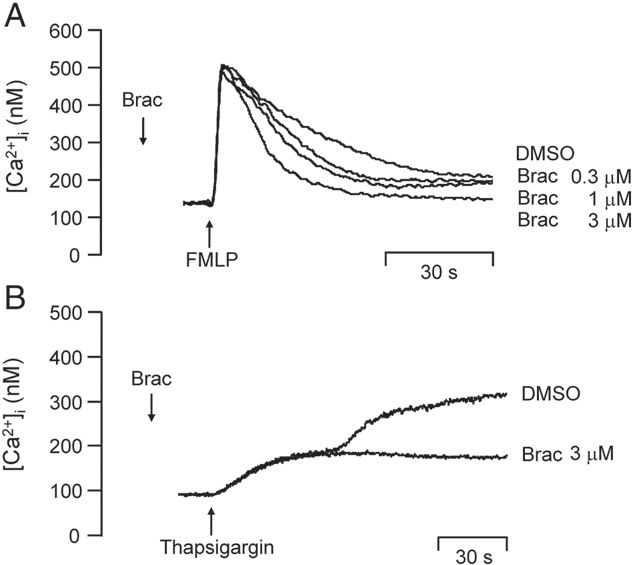 A
[Ca2+]i (nM)
600
500
400
300
200
100
0
Brac
FMLP
DMSO
Brac 0.3 μM
Brac 1 μM
Brac 3 μM
30 s
B
[Ca2+]i (nM)
500
400
300
200
100
0
Brac
Thapsigargin
DMSO
Brac 3 μM
30 s